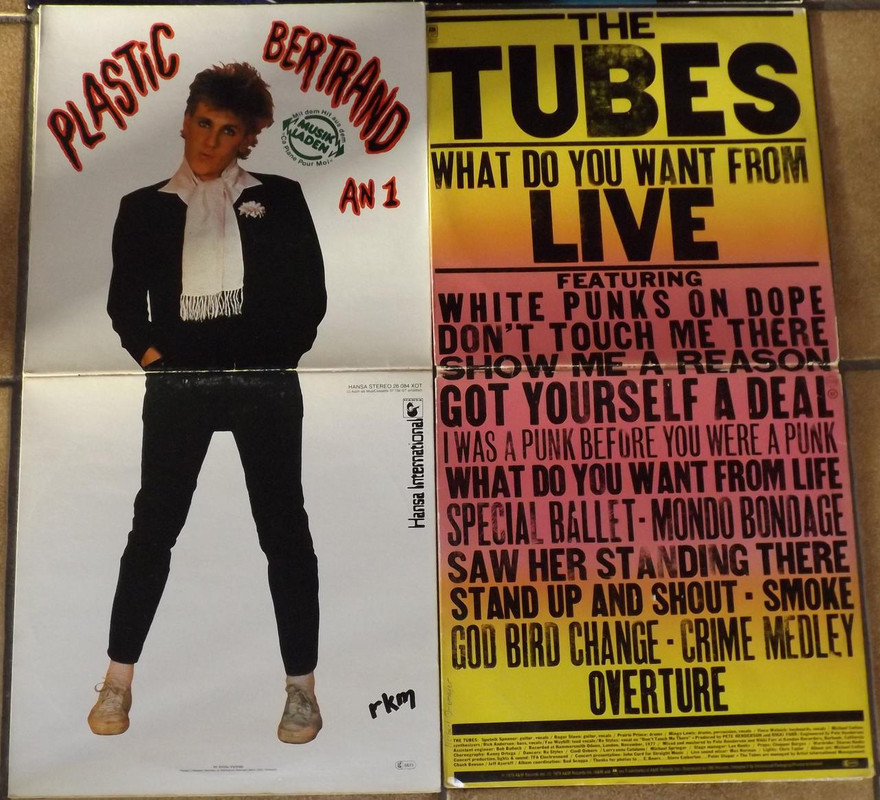 PLASTIC
BERTRAND
Mit dem Hit aus dem
MUSIK
LADEN
"Ca Plane Pour Moi"
AN 1
HANSA STEREO 26 084 XOT
Hansa International
rkm
THE
TUBES
WHAT DO YOU WANT FROM
LIVE
FEATURING
WHITE PUNKS ON DOPE
DON'T TOUCH ME THERE
SHOW ME A REASON
GOT YOURSELF A DEAL
I WAS A PUNK BEFORE YOU WERE A PUNK
WHAT DO YOU WANT FROM LIFE
SPECIAL BALLET · MONDO BONDAGE
SAW HER STANDING THERE
STAND UP AND SHOUT · SMOKE
GOD BIRD CHANGE · CRIME MEDLEY
OVERTURE